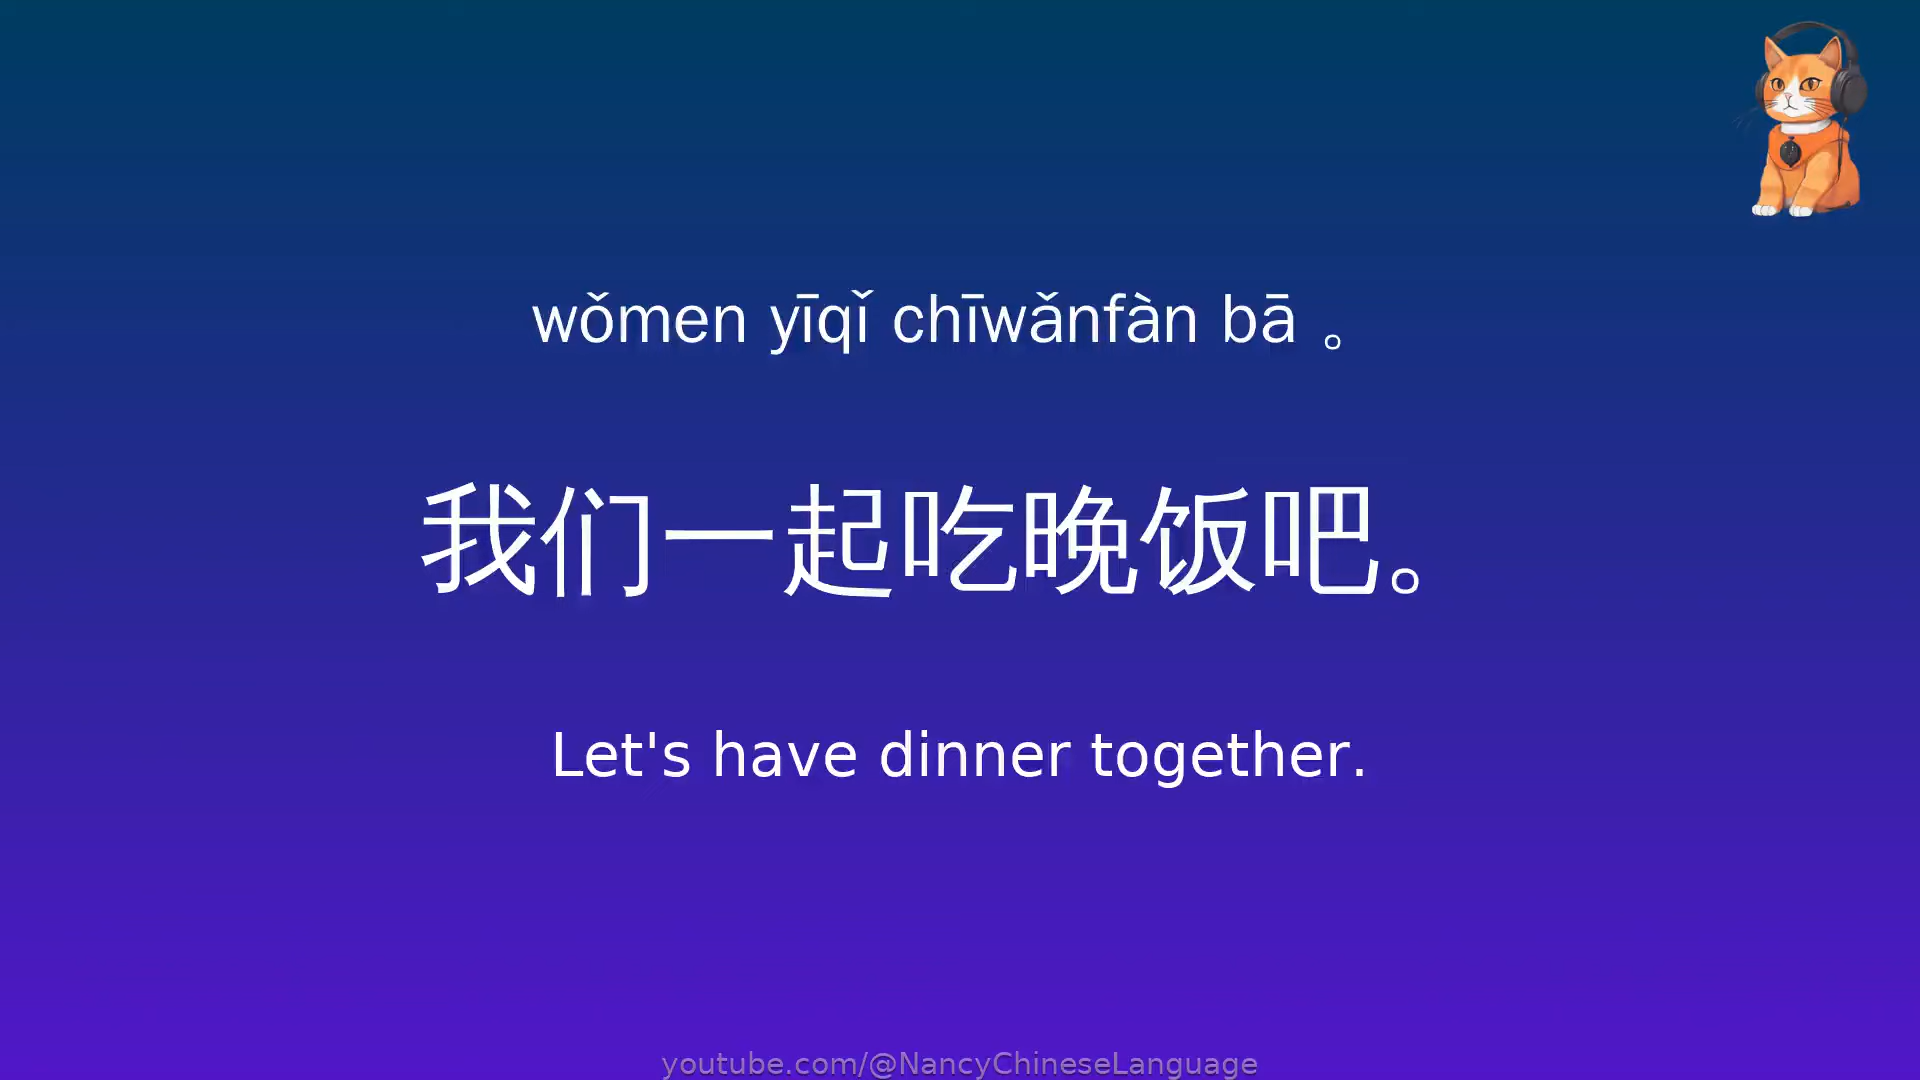 wǒmen yīqǐ chīwǎnfàn bā 。
我们一起吃晚饭吧。
Let's have dinner together.
youtube.com/@NancyChineseLanguage